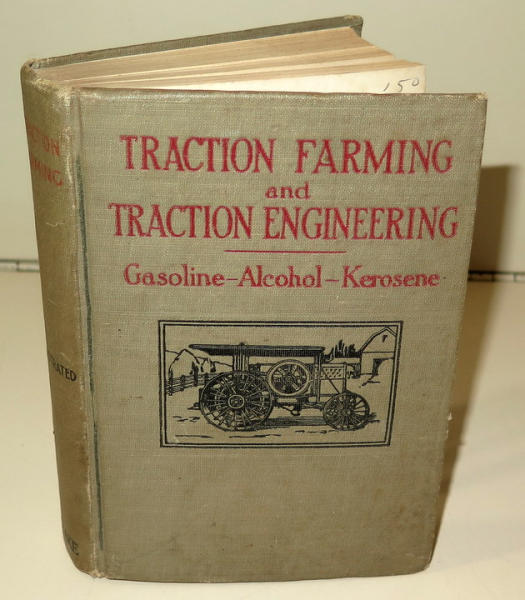 TRACTION FARMING
and
TRACTION ENGINEERING
Gasoline–Alcohol–Kerosene
150